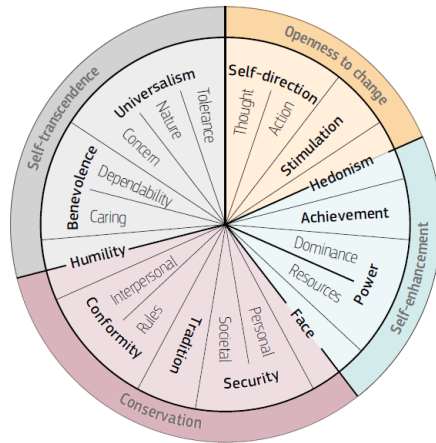 Openness to change
Self-direction
Thought
Action
Stimulation
Hedonism
Self-enhancement
Achievement
Dominance
Power
Resources
Face
Conservation
Security
Personal
Societal
Tradition
Conformity
Rules
Interpersonal
Humility
Self-transcendence
Benevolence
Caring
Dependability
Universalism
Concern
Nature
Tolerance